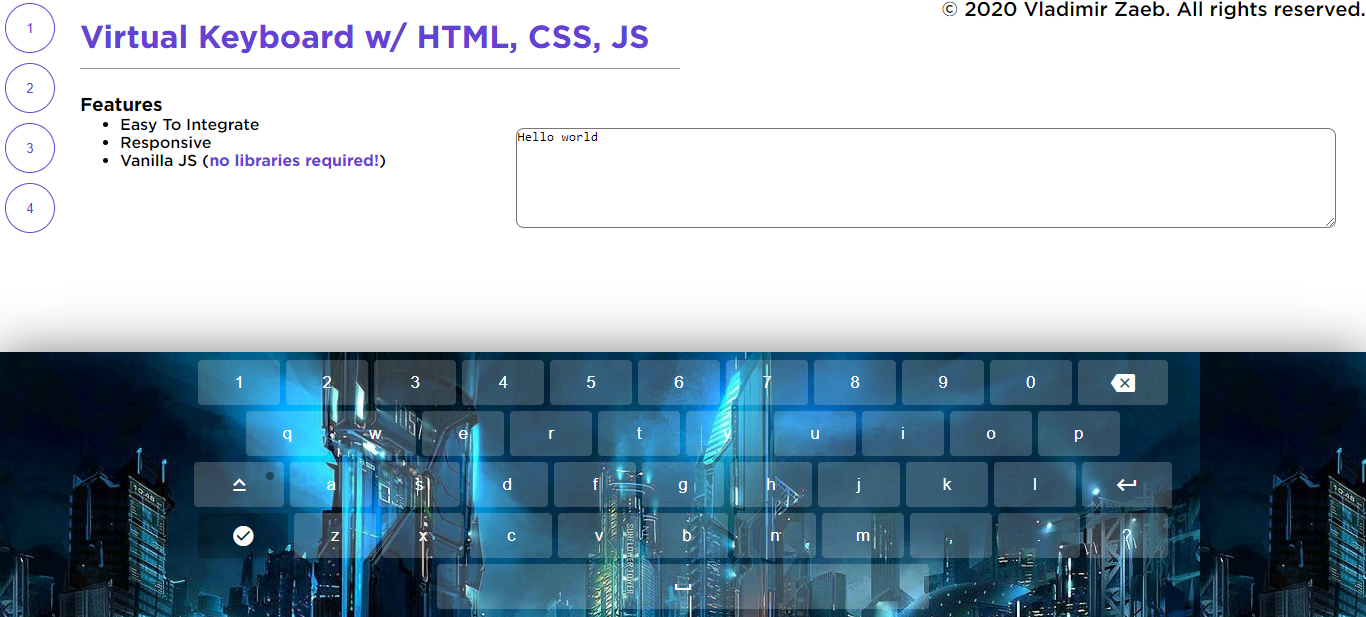 © 2020 Vladimir Zaeb. All rights reserved.
1
Virtual Keyboard w/ HTML, CSS, JS
2
Features
Easy To Integrate
Hello world
Responsive
3
Vanilla JS (no libraries required!)
4
1 2 3 4 5 6 7 8 9 0
q w e r t y u i o p
a s d f g h j k l
z x c v b n m , . ?